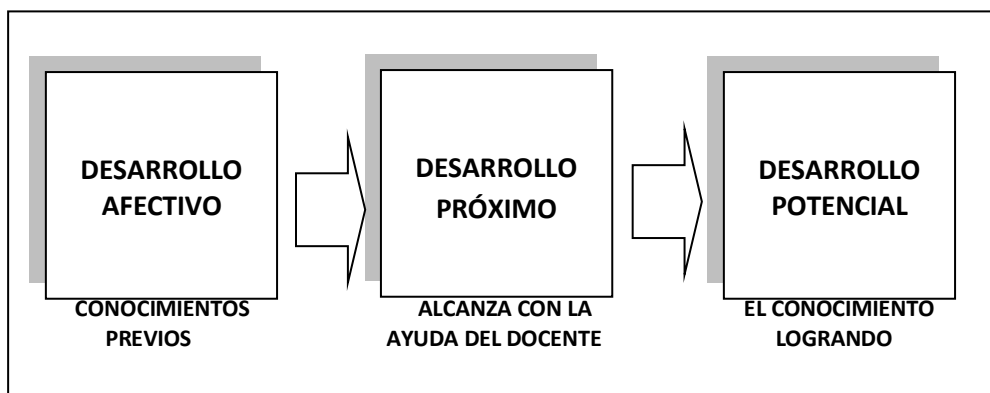 DESARROLLO
AFECTIVO
CONOCIMIENTOS
PREVIOS
DESARROLLO
PRÓXIMO
ALCANZA CON LA
AYUDA DEL DOCENTE
DESARROLLO
POTENCIAL
EL CONOCIMIENTO
LOGRANDO